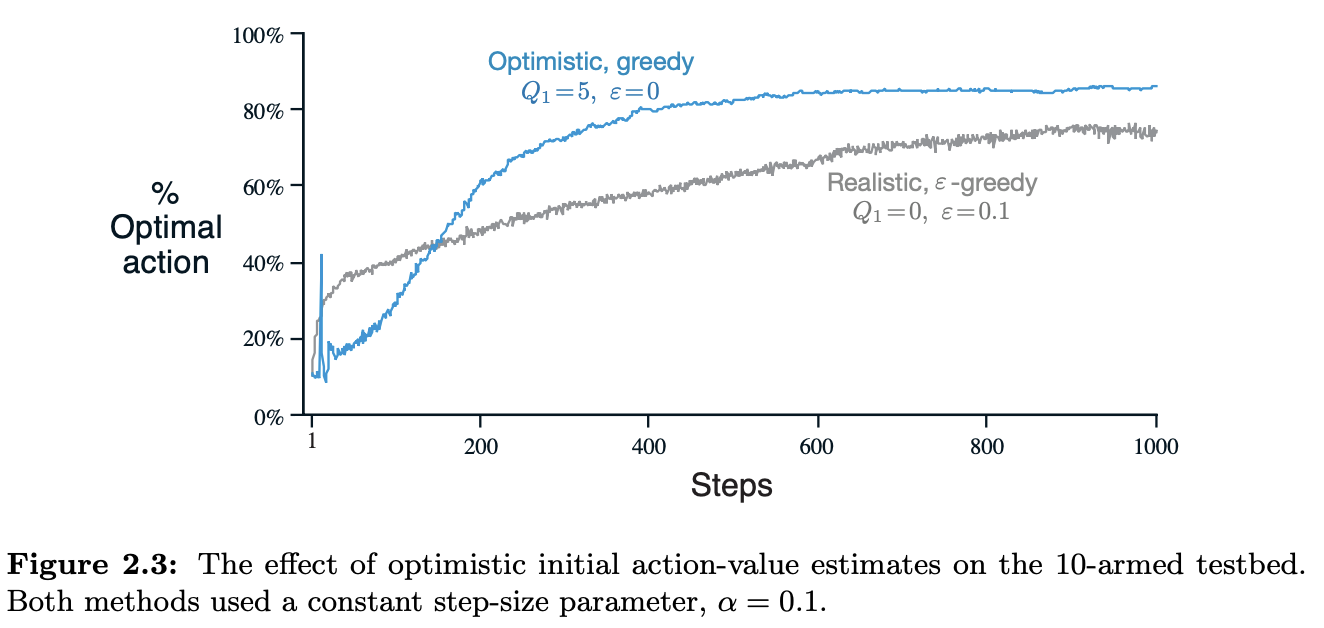 100%
80%
60%
40%
20%
0%
%
Optimal
action
Optimistic, greedy
Q₁=5, ε=0
Realistic, ε-greedy
Q₁=0, ε=0.1
1
200
400
600
800
1000
Steps
Figure 2.3: The effect of optimistic initial action-value estimates on the 10-armed testbed.
Both methods used a constant step-size parameter, α = 0.1.